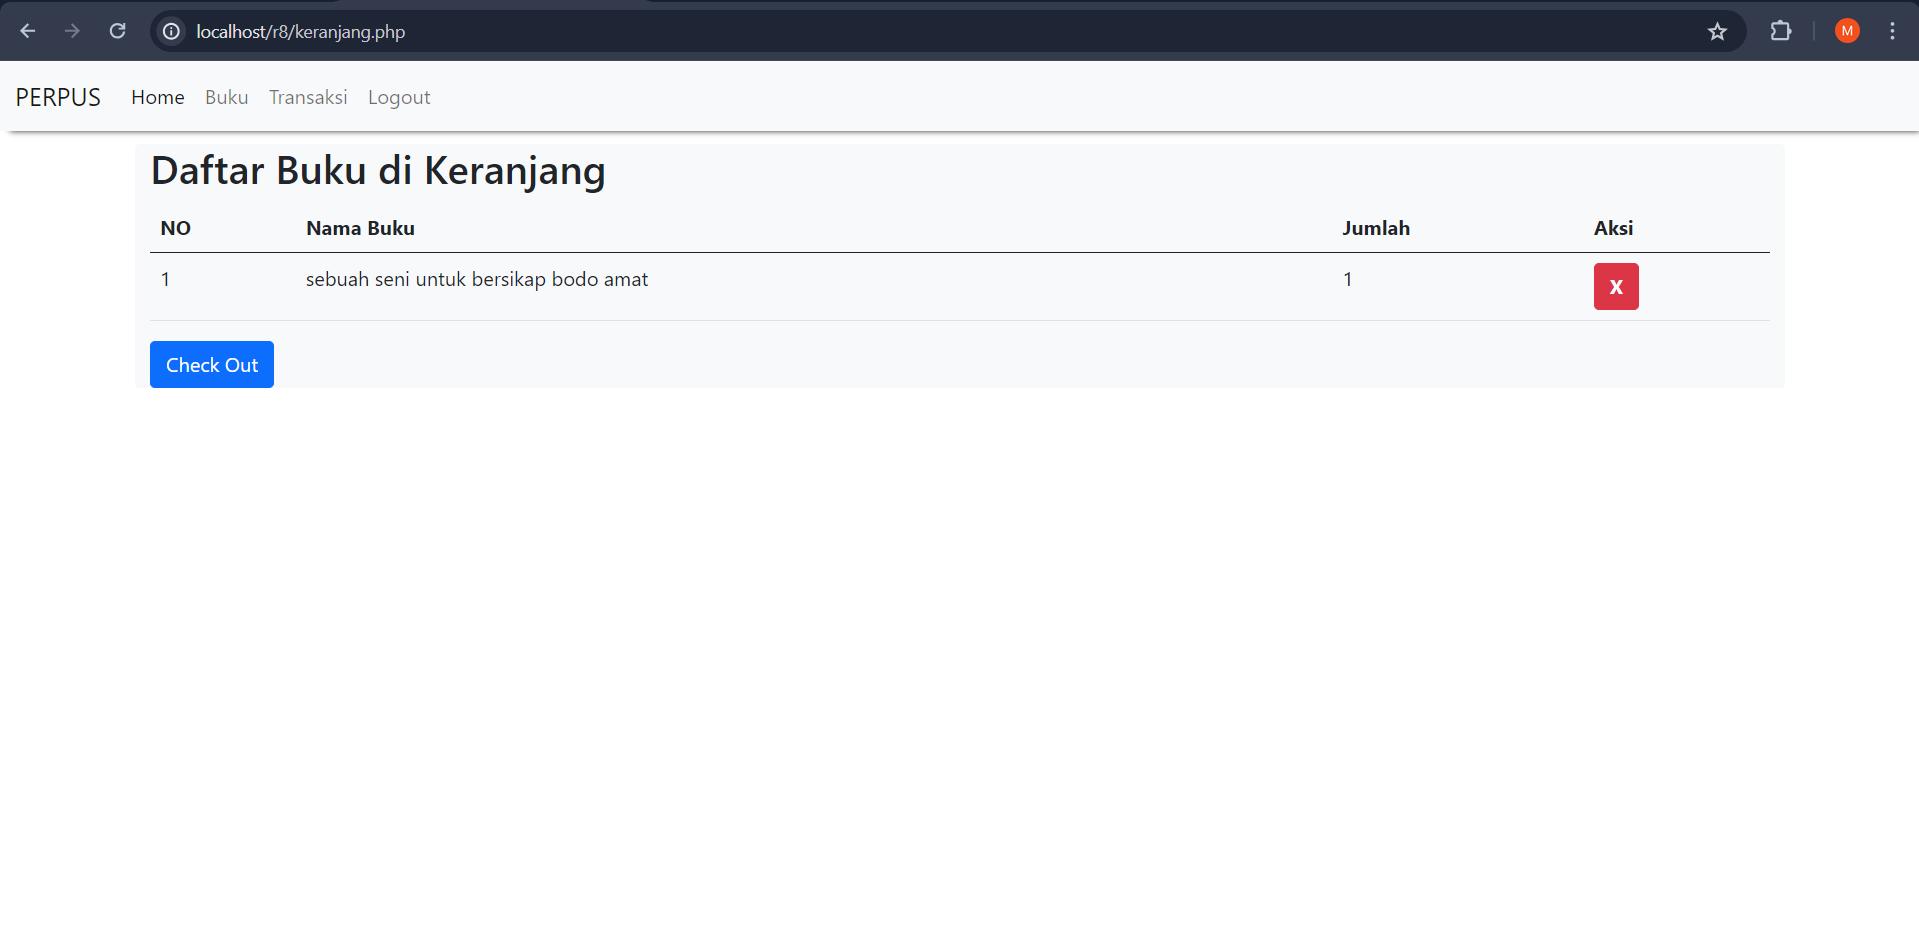 localhost/r8/keranjang.php
M
PERPUS Home Buku Transaksi Logout
Daftar Buku di Keranjang
NO Nama Buku Jumlah Aksi
1 sebuah seni untuk bersikap bodo amat 1 X
Check Out